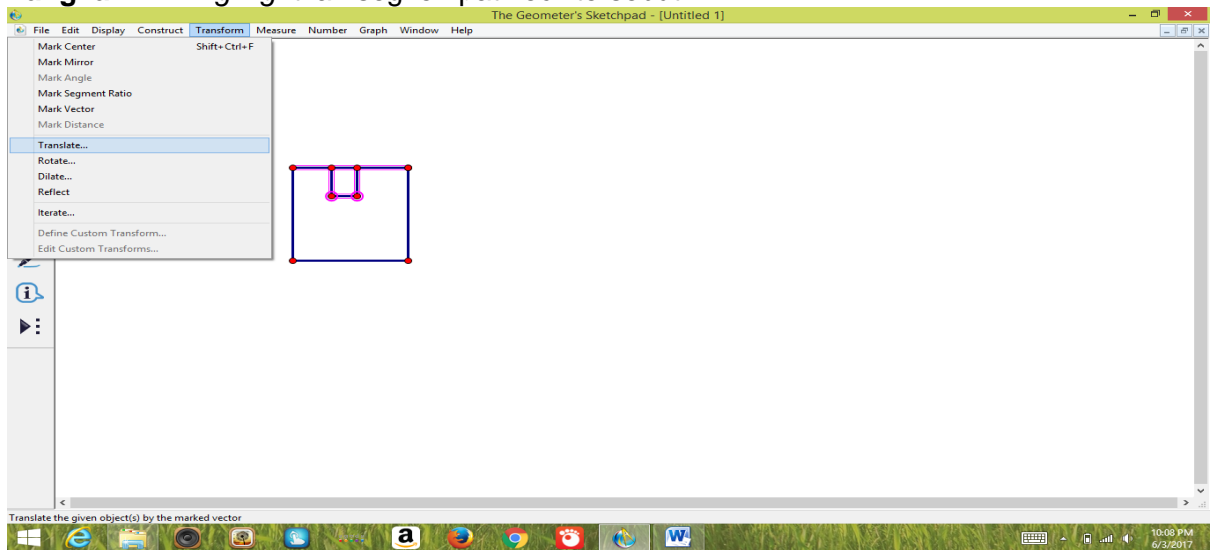 The Geometer's Sketchpad - [Untitled 1]
File Edit Display Construct Transform Measure Number Graph Window Help
Mark Center Shift+Ctrl+F
Mark Mirror
Mark Angle
Mark Segment Ratio
Mark Vector
Mark Distance
Translate...
Rotate...
Dilate...
Reflect
Iterate...
Define Custom Transform...
Edit Custom Transforms...
Translate the given object(s) by the marked vector
a
W
10:08 PM
6/3/2017